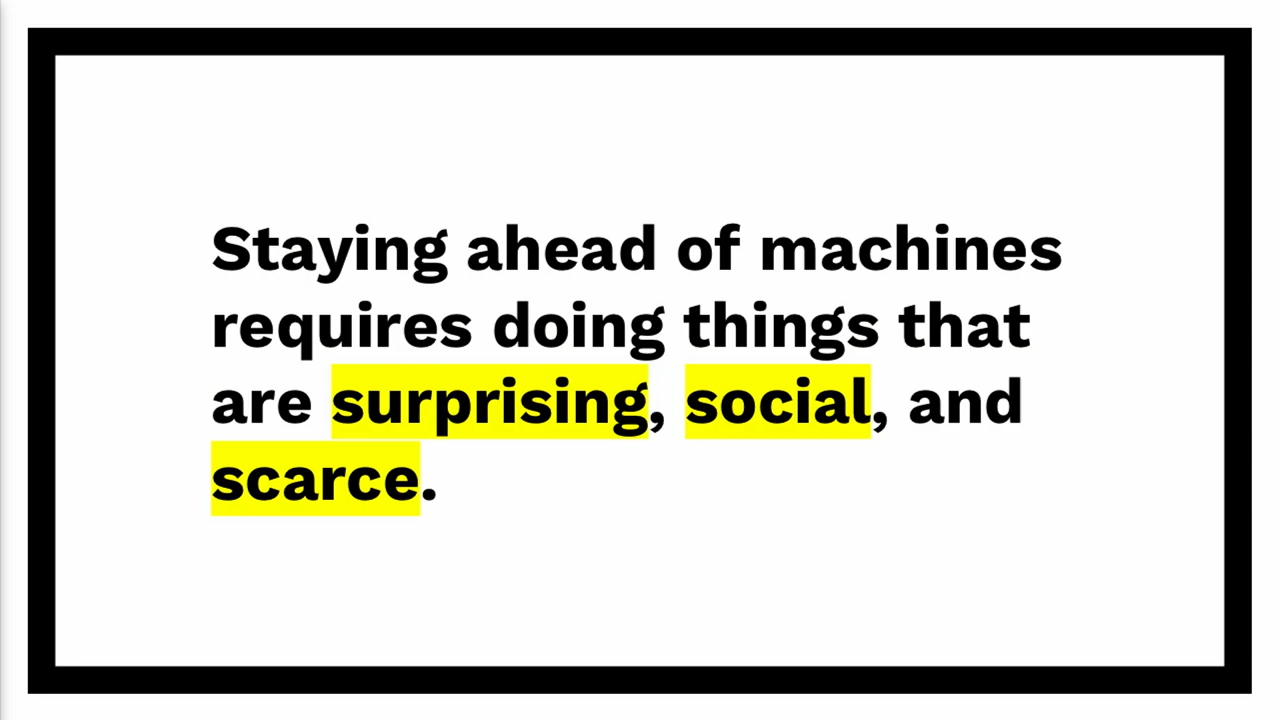 Staying ahead of machines
requires doing things that
are surprising, social, and
scarce.